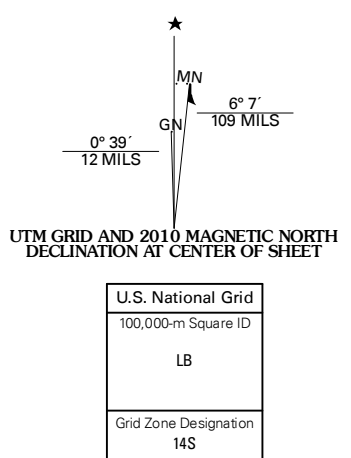 ★
MN
6° 7´
109 MILS
GN
0° 39´
12 MILS
UTM GRID AND 2010 MAGNETIC NORTH
DECLINATION AT CENTER OF SHEET
U.S. National Grid
100,000-m Square ID
LB
Grid Zone Designation
14S